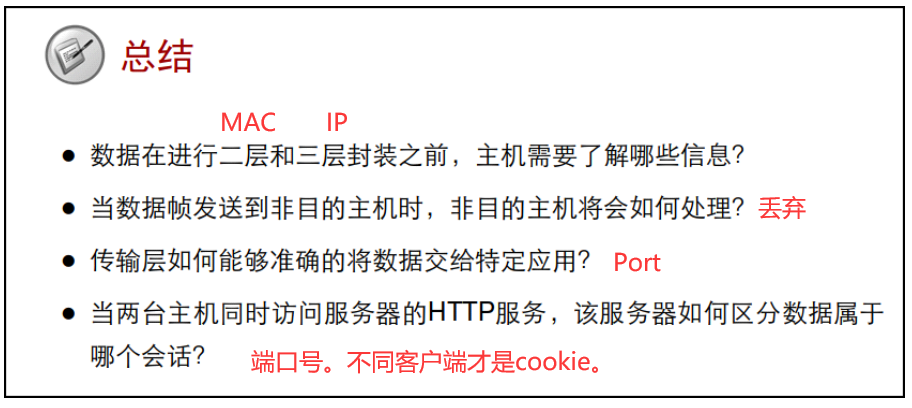 总结
MAC IP
● 数据在进行二层和三层封装之前，主机需要了解哪些信息？
● 当数据帧发送到非目的主机时，非目的主机将会如何处理？丢弃
● 传输层如何能够准确的将数据交给特定应用？ Port
● 当两台主机同时访问服务器的HTTP服务，该服务器如何区分数据属于
哪个会话？ 端口号。不同客户端才是cookie。